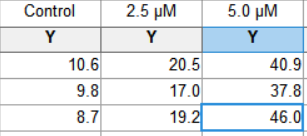 Control 2.5 µM 5.0 µM
Y Y Y
10.6 20.5 40.9
9.8 17.0 37.8
8.7 19.2 46.0